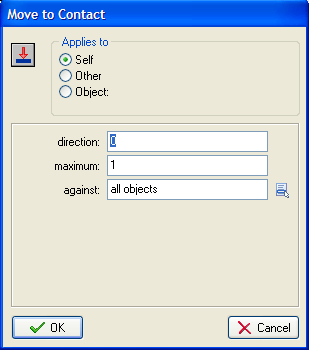 Move to Contact
Applies to
Self
Other
Object:
direction: 0
maximum: 1
against: all objects
OK
Cancel